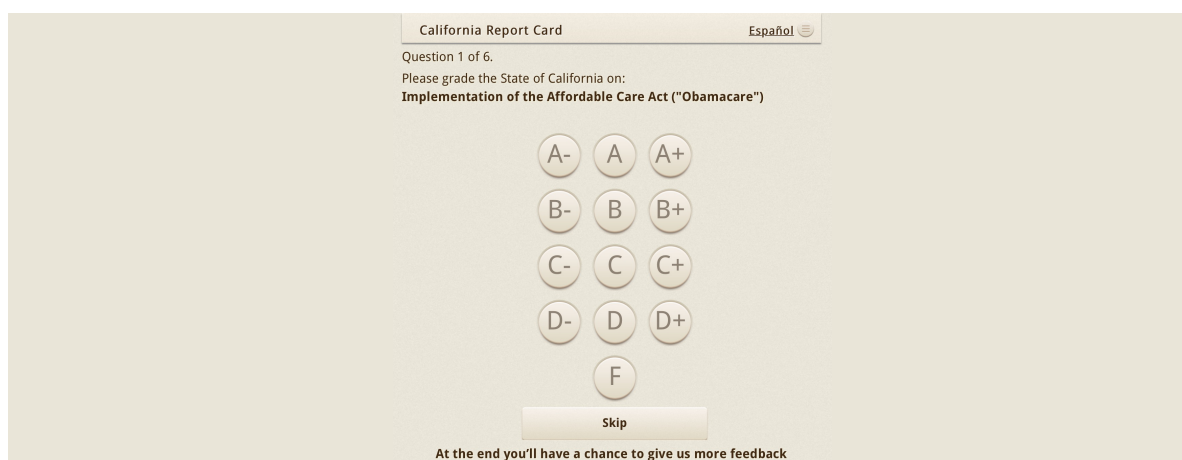 California Report Card Español
Question 1 of 6.
Please grade the State of California on:
Implementation of the Affordable Care Act ("Obamacare")
A- A A+
B- B B+
C- C C+
D- D D+
F
Skip
At the end you’ll have a chance to give us more feedback